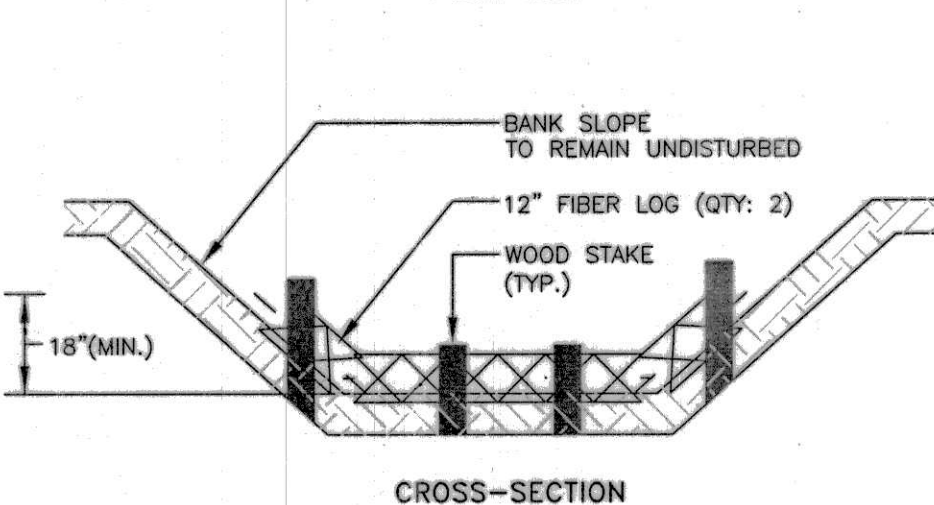 BANK SLOPE
TO REMAIN UNDISTURBED
12" FIBER LOG (QTY: 2)
WOOD STAKE
(TYP.)
18"(MIN.)
CROSS-SECTION